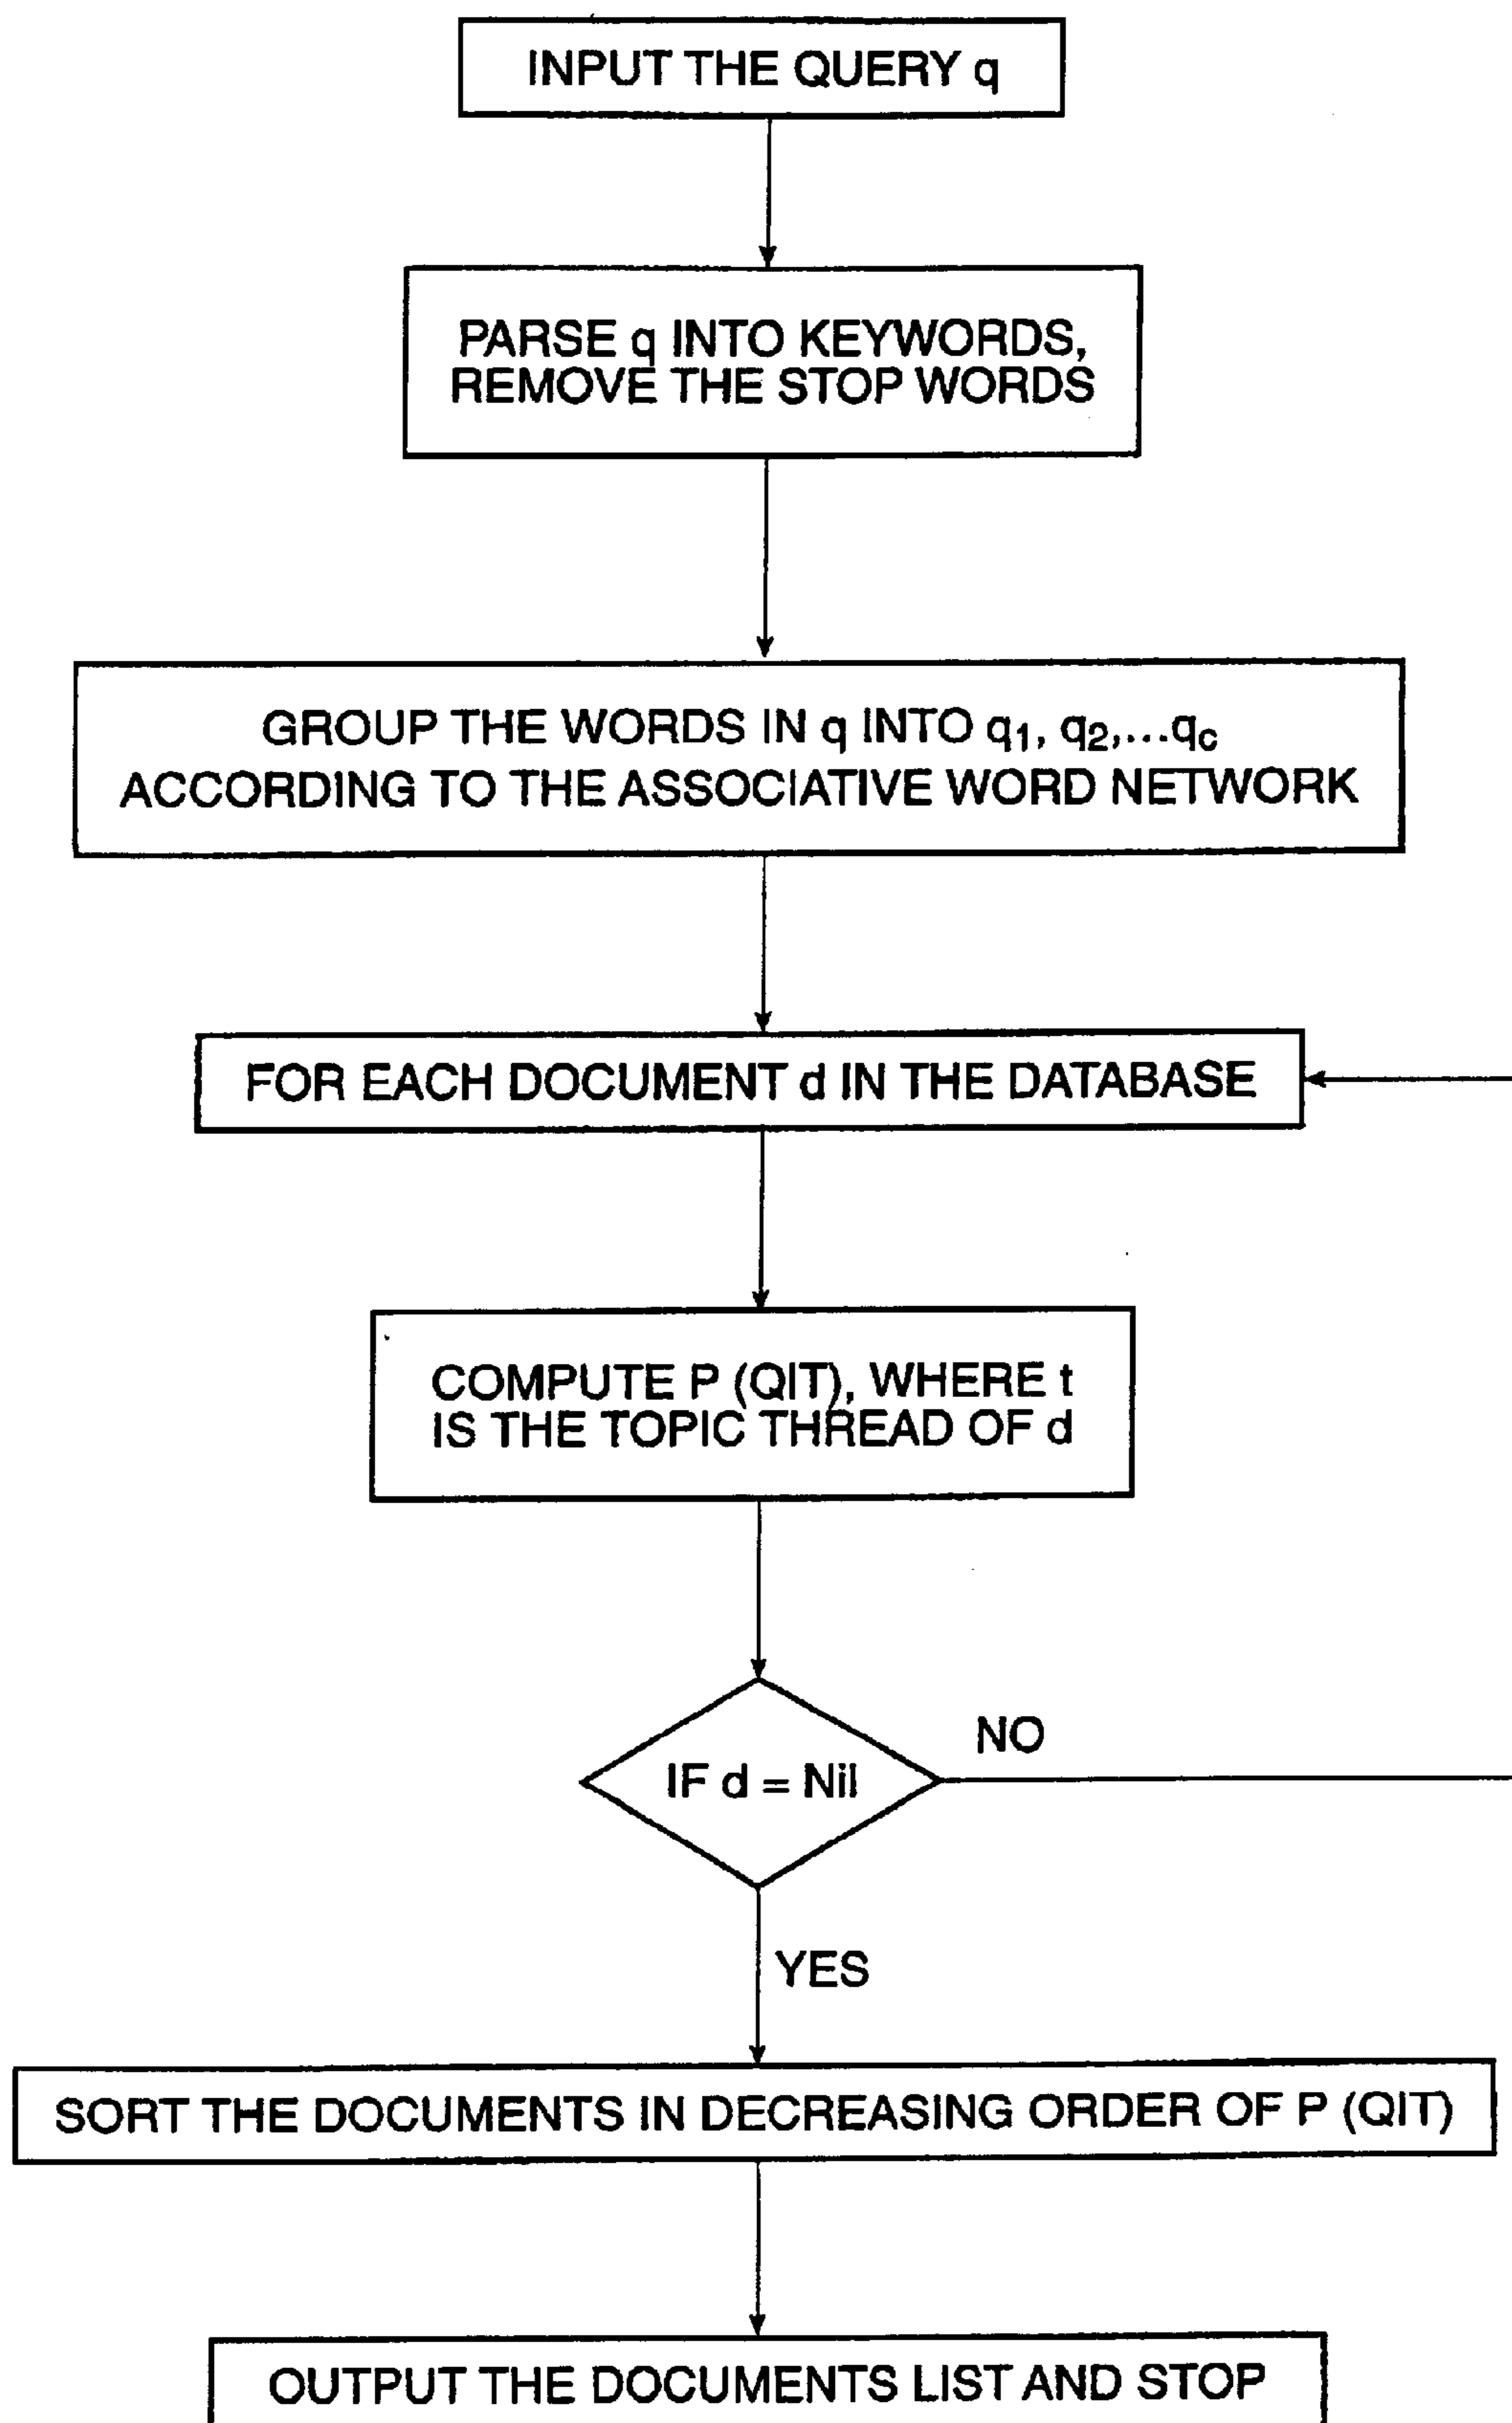 INPUT THE QUERY q
PARSE q INTO KEYWORDS,
REMOVE THE STOP WORDS
GROUP THE WORDS IN q INTO q₁, q₂,...q꜀
ACCORDING TO THE ASSOCIATIVE WORD NETWORK
FOR EACH DOCUMENT d IN THE DATABASE
COMPUTE P (QIT), WHERE t
IS THE TOPIC THREAD OF d
NO
IF d = Nil
YES
SORT THE DOCUMENTS IN DECREASING ORDER OF P (QIT)
OUTPUT THE DOCUMENTS LIST AND STOP